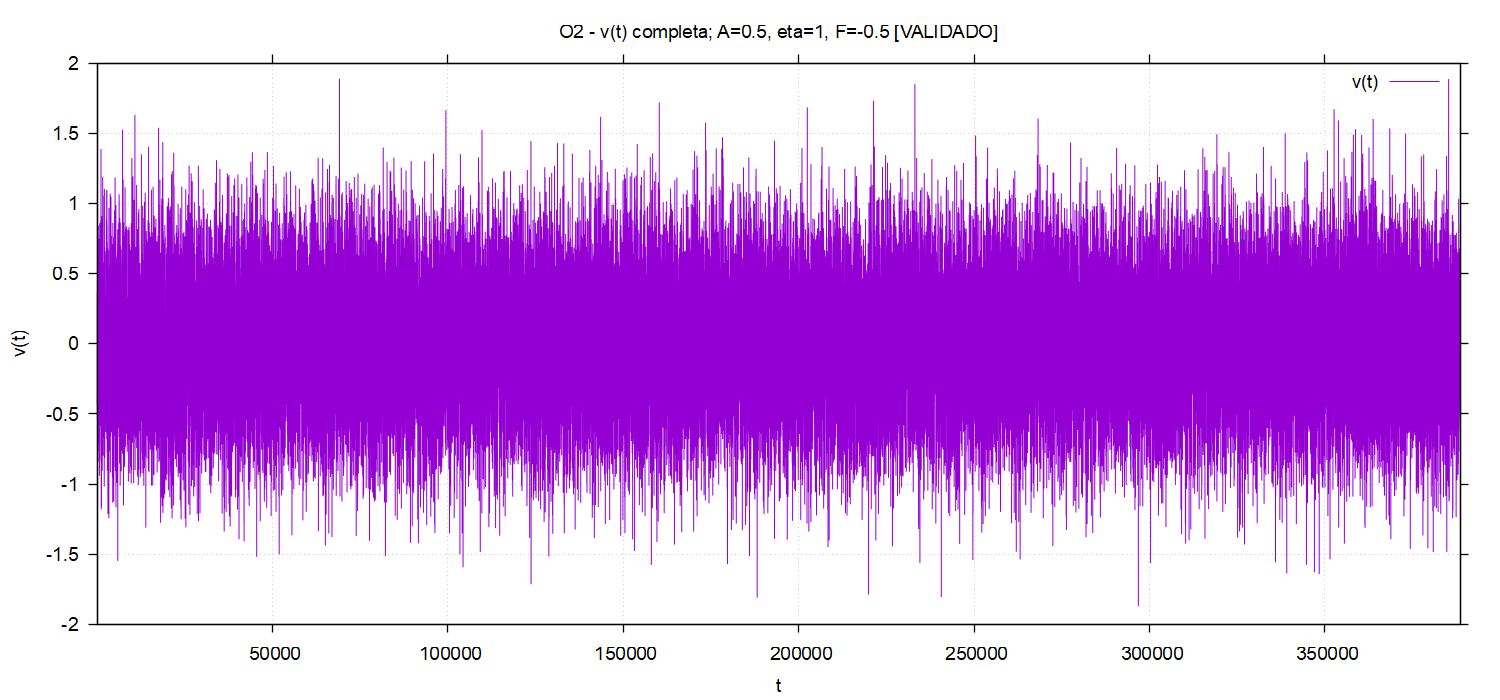 O2 - v(t) completa; A=0.5, eta=1, F=-0.5 [VALIDADO]
v(t)
2
1.5
1
0.5
0
-0.5
-1
-1.5
-2
v(t)
50000 100000 150000 200000 250000 300000 350000
t